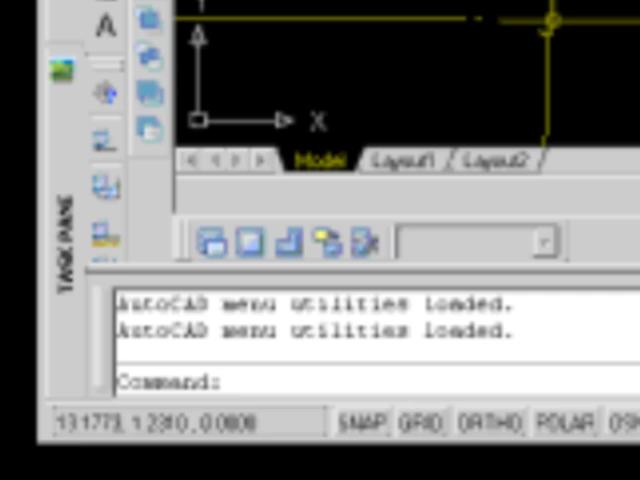 A
X
Model Layout1 Layout2
TASK PANE
AutoCAD menu utilities loaded.
AutoCAD menu utilities loaded.
Command:
13.1773, 1.2310, 0.0000
SNAP GRID ORTHO POLAR